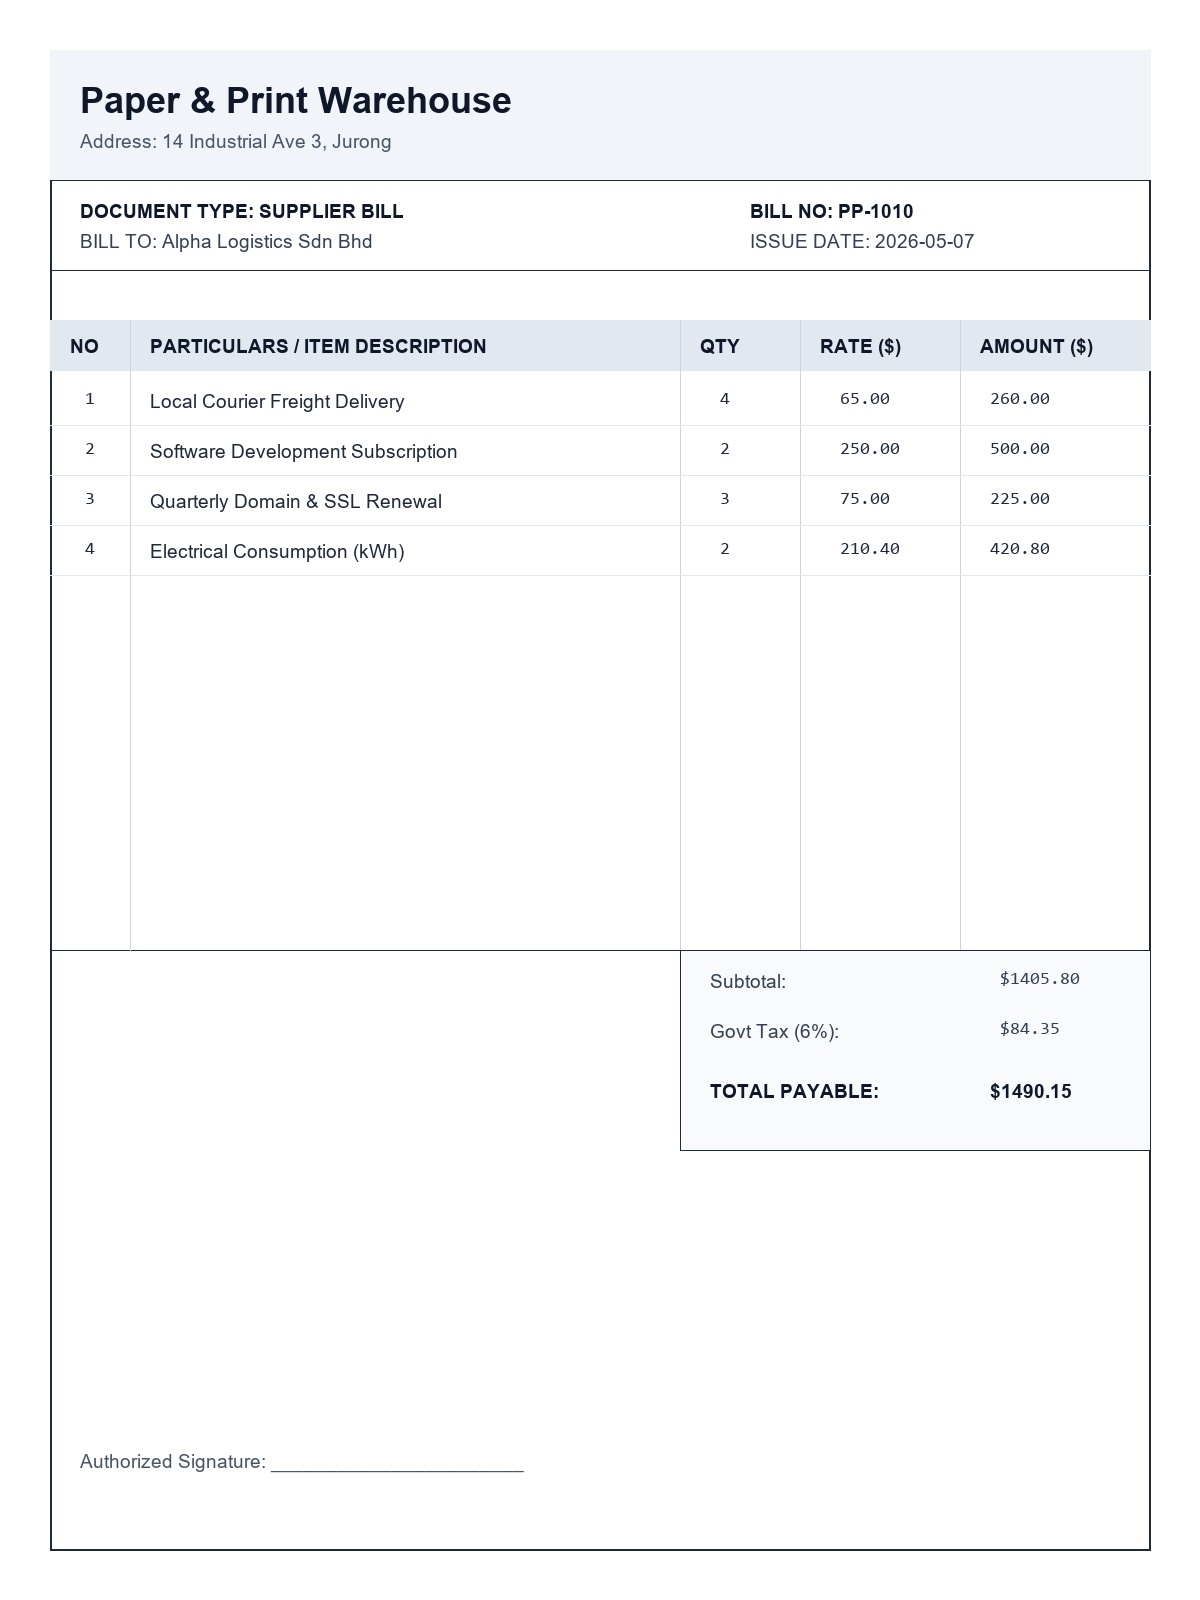 Paper & Print Warehouse
Address: 14 Industrial Ave 3, Jurong
DOCUMENT TYPE: SUPPLIER BILL BILL NO: PP-1010
BILL TO: Alpha Logistics Sdn Bhd ISSUE DATE: 2026-05-07
NO PARTICULARS / ITEM DESCRIPTION QTY RATE ($) AMOUNT ($)
1 Local Courier Freight Delivery 4 65.00 260.00
2 Software Development Subscription 2 250.00 500.00
3 Quarterly Domain & SSL Renewal 3 75.00 225.00
4 Electrical Consumption (kWh) 2 210.40 420.80
Subtotal: $1405.80
Govt Tax (6%): $84.35
TOTAL PAYABLE: $1490.15
Authorized Signature: ________________________